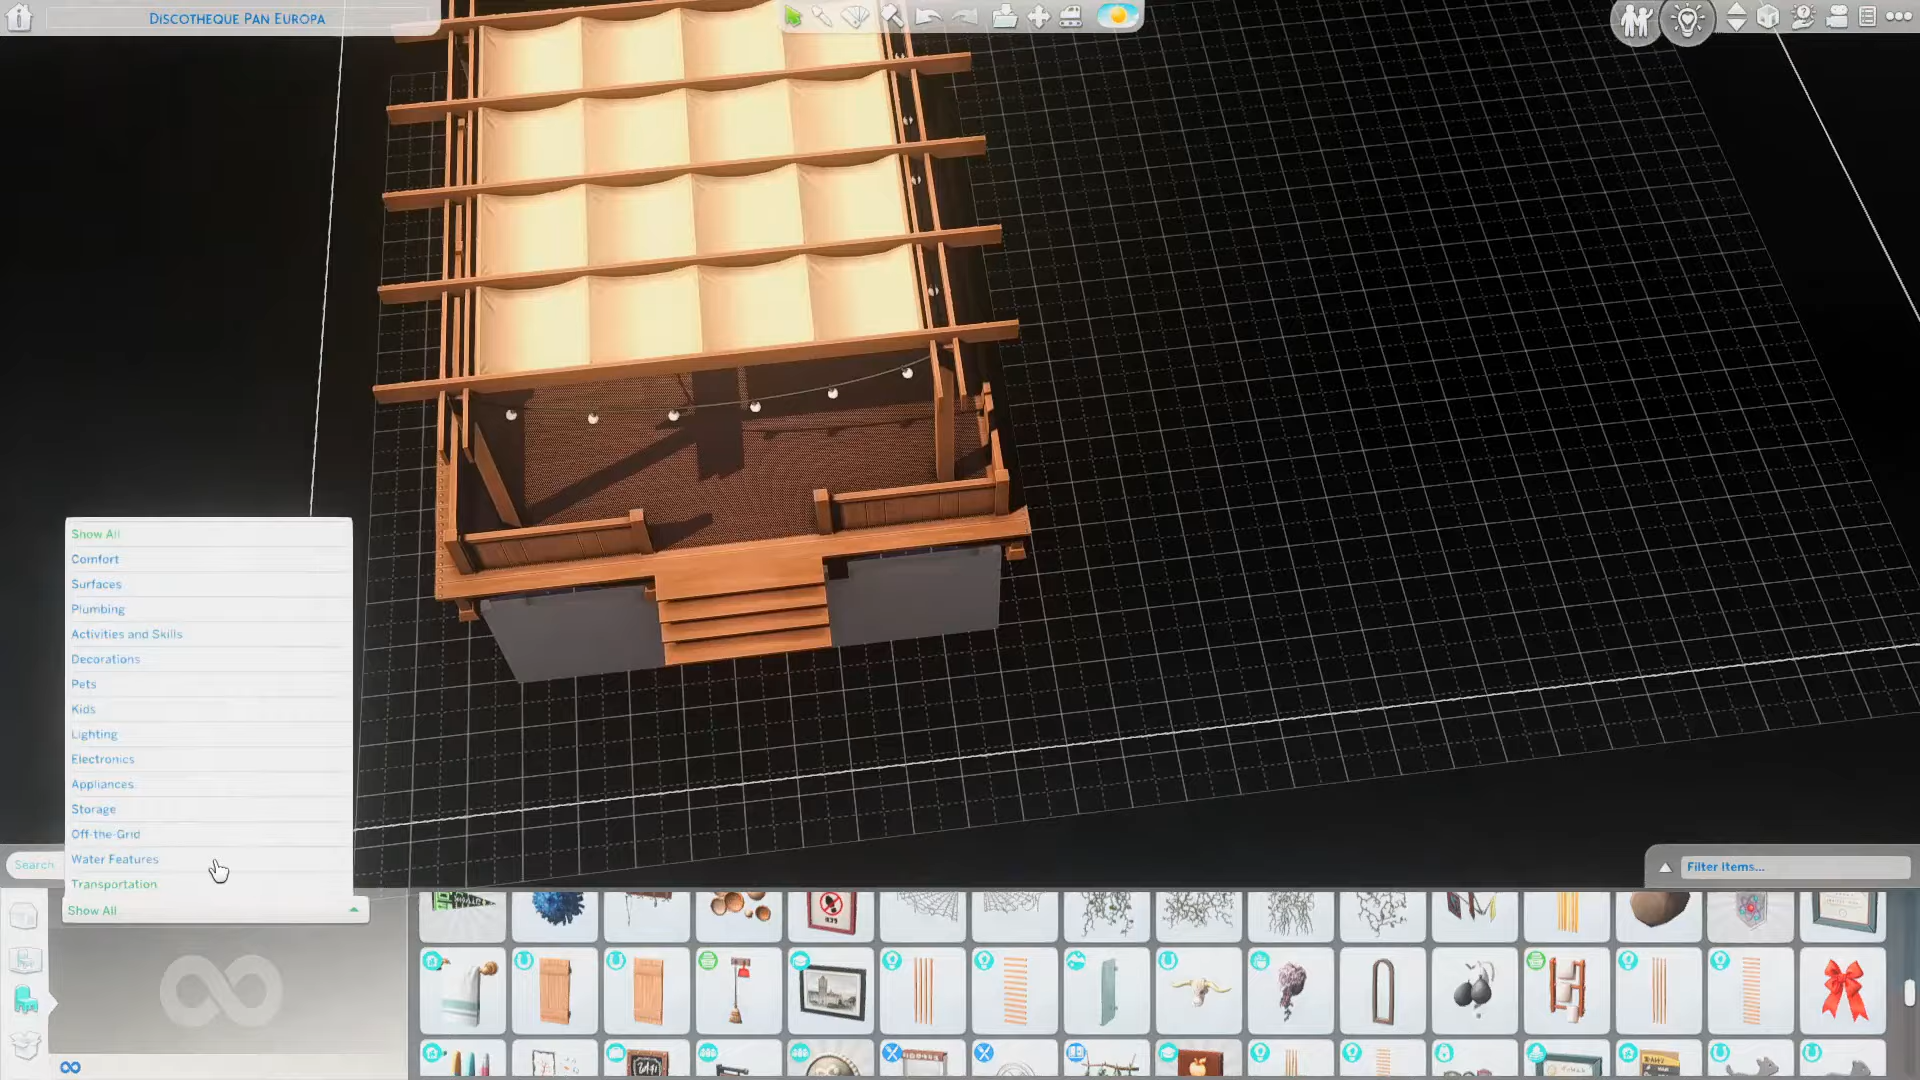 Discotheque Pan Europa
Show All
Comfort
Surfaces
Plumbing
Activities and Skills
Decorations
Pets
Kids
Lighting
Electronics
Appliances
Storage
Off-the-Grid
Water Features
Transportation
Search
Show All
Filter Items...